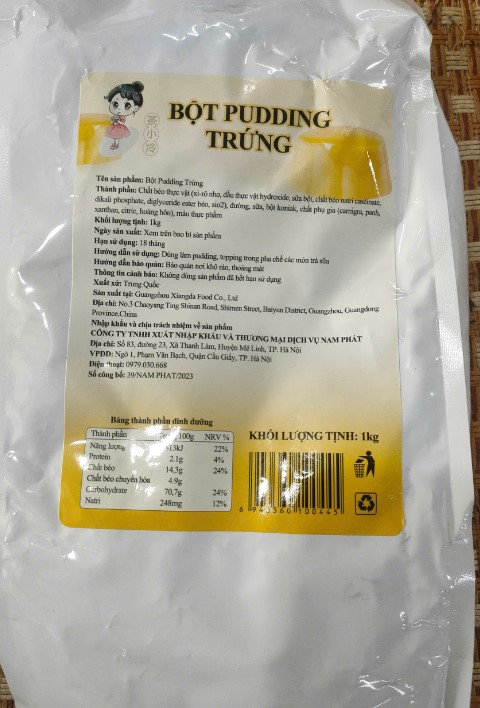 茶小冷
BỘT PUDDING
TRỨNG
Tên sản phẩm: Bột Pudding Trứng
Thành phần: Chất béo thực vật (xi-rô nho, dầu thực vật hydroxide, sữa bột, chất béo natri caseinate,
dikali phosphate, diglyceride ester béo, sio2), đường, sữa, bột koniak, chất phụ gia (carragra, panh,
xanthan, citric, hoàng hôn), màu thực phẩm
Khối lượng tịnh: 1kg
Ngày sản xuất: Xem trên bao bì sản phẩm
Hạn sử dụng: 18 tháng
Hướng dẫn sử dụng: Dùng làm pudding, topping trong pha chế các món trà sữa
Hướng dẫn bảo quản: Bảo quản nơi khô ráo, thoáng mát
Thông tin cảnh báo: Không dùng sản phẩm đã hết hạn sử dụng
Xuất xứ: Trung Quốc
Sản xuất tại: Guangzhou Xiangda Food Co., Ltd
Địa chỉ: No.3 Chaoyang Ting Shinan Road, Shimen Street, Baiyun District, Guangzhou, Guangdong
Province,China
Nhập khẩu và chịu trách nhiệm về sản phẩm
CÔNG TY TNHH XUẤT NHẬP KHẨU VÀ THƯƠNG MẠI DỊCH VỤ NAM PHÁT
Địa chỉ: Số 83, đường 23, Xã Thanh Lâm, Huyện Mê Linh, TP. Hà Nội
VPĐD: Ngõ 1, Phạm Văn Bạch, Quận Cầu Giấy, TP. Hà Nội
Điện thoại: 0979.030.668
Số công bố: 39/NAM PHAT/2023
Bảng thành phần dinh dưỡng
Thành phần 100g NRV %
Năng lượng 22%
Protein 2.1g 4%
Chất béo 14,3g 24%
Chất béo chuyển hóa 4.9g
Carbohydrate 70,7g 24%
Natri 248mg 12%
KHỐI LƯỢNG TỊNH: 1kg
6 943360 100445